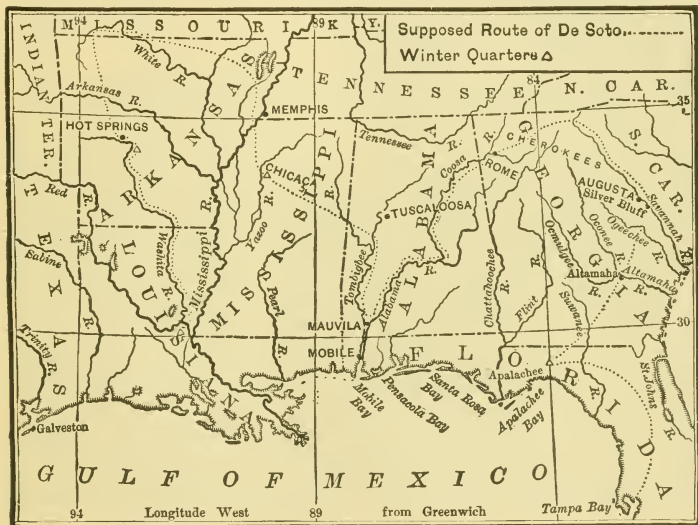 94 M I S S O U R I 89 K Y.
Supposed Route of De Soto
Winter Quarters
INDIAN TER.
White R.
Arkansas R.
HOT SPRINGS
MEMPHIS
TENNESSEE
N. CAR.
84
35
Tennessee R.
CHEROKEES
S. CAR.
ARKANSAS
CHICACA
MISSISSIPPI
ALABAMA
Coosa R.
ROME
GEORGIA
AUGUSTA
Silver Bluff
Savannah R.
TUSCALOOSA
Red R.
TEXAS
Sabine R.
Trinity R.
LOUISIANA
Washita R.
Mississippi R.
Yazoo R.
Pearl R.
Tombigbee
Alabama R.
Chattahoochee R.
Flint R.
Ocmulgee R.
Oconee R.
Ogeechee R.
Altamaha
Altamaha
Suwanee
30
MAUVILA
MOBILE
FLORIDA
Apalachee
St. Johns R.
Mobile Bay
Pensacola Bay
Santa Rosa Bay
Apalachee Bay
Galveston
GULF OF MEXICO
Tampa Bay
94 Longitude West 89 from Greenwich